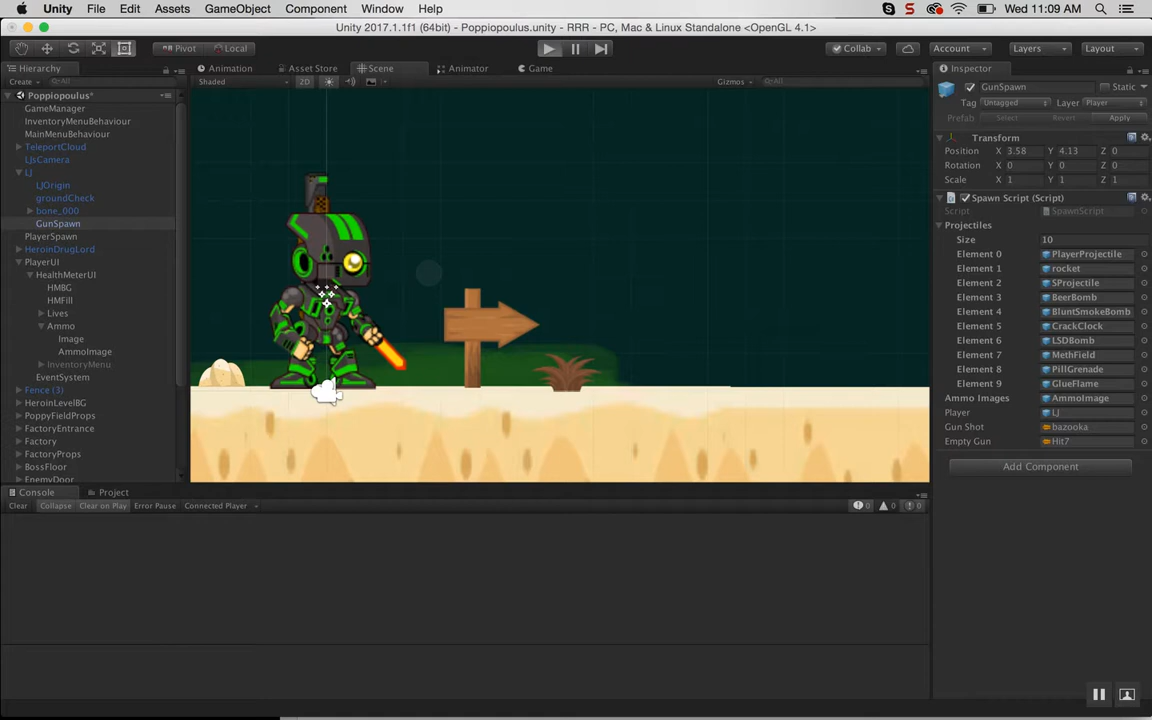 Unity File Edit Assets GameObject Component Window Help Wed 11:09 AM
Unity 2017.1.1f1 (64bit) - Poppiopoulus.unity - RRR - PC, Mac & Linux Standalone <OpenGL 4.1>
Pivot Local Collab Account Layers Layout
Hierarchy Animation Asset Store Scene Animator Game Inspector
Create All Shaded 2D Gizmos All
GunSpawn Static
Tag Untagged Layer Player
Prefab Select Revert Apply
Transform
Position X 3.58 Y 4.13 Z 0
Rotation X 0 Y 0 Z 0
Scale X 1 Y 1 Z 1
Spawn Script (Script)
Script SpawnScript
Projectiles
Size 10
Element 0 PlayerProjectile
Element 1 rocket
Element 2 SProjectile
Element 3 BeerBomb
Element 4 BluntSmokeBomb
Element 5 CrackClock
Element 6 LSDBomb
Element 7 MethField
Element 8 PillGrenade
Element 9 GlueFlame
Ammo Images AmmoImage
Player LJ
Gun Shot bazooka
Empty Gun Hit7
Add Component
Poppiopoulus*
GameManager
InventoryMenuBehaviour
MainMenuBehaviour
TeleportCloud
LJsCamera
LJ
LJOrigin
groundCheck
bone_000
GunSpawn
PlayerSpawn
HeroinDrugLord
PlayerUI
HealthMeterUI
HMBG
HMFill
Lives
Ammo
Image
AmmoImage
InventoryMenu
EventSystem
Fence (3)
HeroinLevelBG
PoppyFieldProps
FactoryEntrance
Factory
FactoryProps
BossFloor
EnemyDoor
Console Project
Clear Collapse Clear on Play Error Pause Connected Player 0 0 0